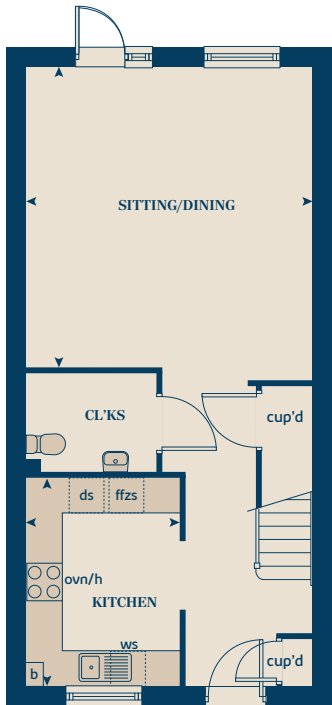 SITTING/DINING
CL'KS
cup'd
ds
ffzs
ovn/h
KITCHEN
ws
b
cup'd